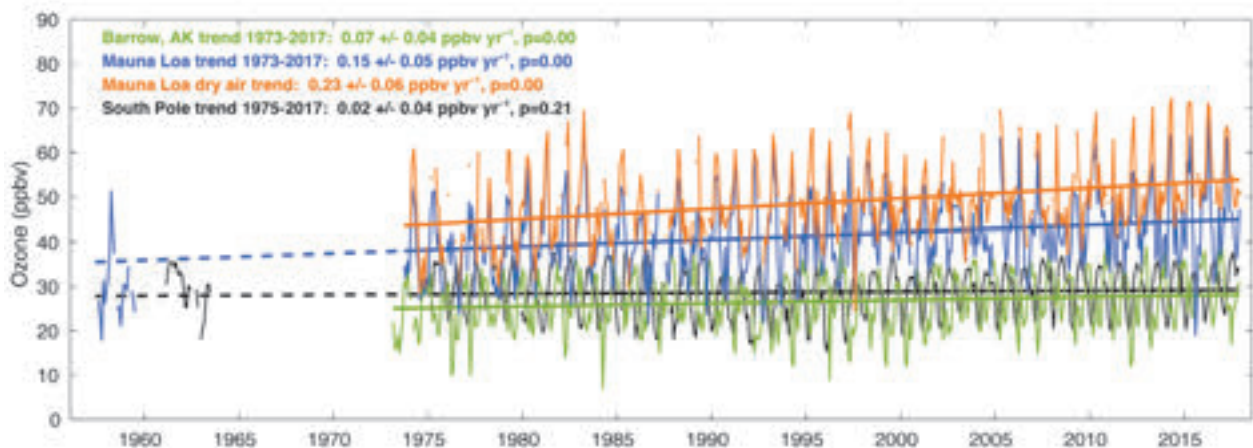 90
Barrow, AK trend 1973-2017: 0.07 +/- 0.04 ppbv yr⁻¹, p=0.00
80
Mauna Loa trend 1973-2017: 0.15 +/- 0.05 ppbv yr⁻¹, p=0.00
Mauna Loa dry air trend: 0.23 +/- 0.06 ppbv yr⁻¹, p=0.00
70
South Pole trend 1975-2017: 0.02 +/- 0.04 ppbv yr⁻¹, p=0.21
60
50
40
30
20
10
0
Ozone (ppbv)
1960 1965 1970 1975 1980 1985 1990 1995 2000 2005 2010 2015